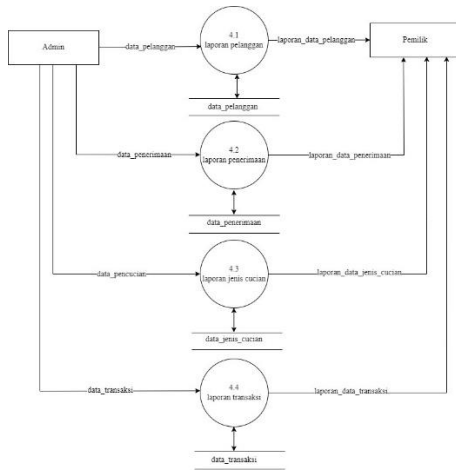 Admin
data_pelanggan
4.1
laporan pelanggan
laporan_data_pelanggan
Pemilik
data_pelanggan
data_penerimaan
4.2
laporan penerimaan
laporan_data_penerimaan
data_penerimaan
data_pencucian
4.3
laporan jenis cucian
laporan_data_jenis_cucian
data_jenis_cucian
data_transaksi
4.4
laporan transaksi
laporan_data_transaksi
data_transaksi